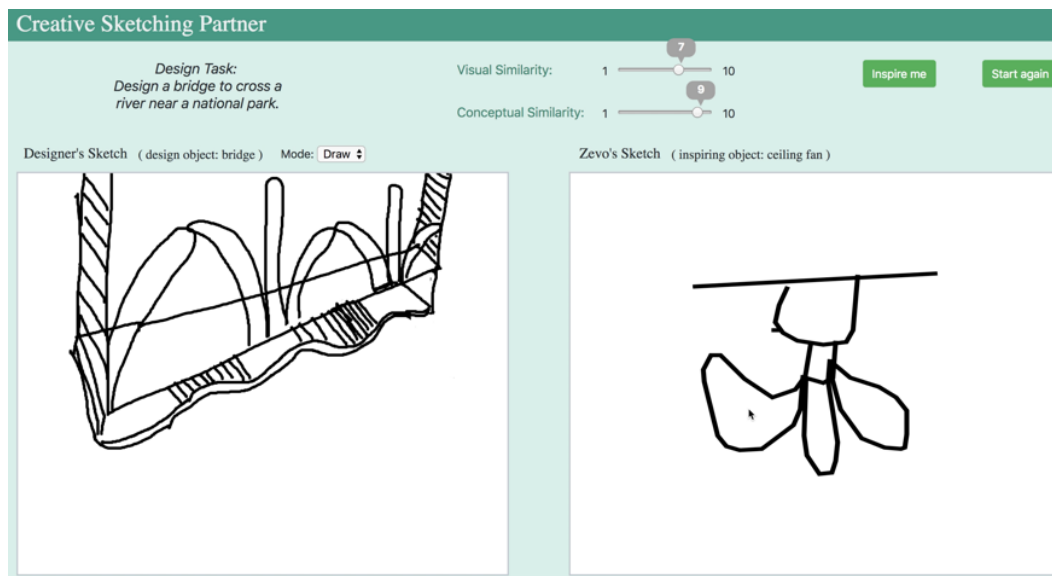 Creative Sketching Partner
Design Task:
Design a bridge to cross a
river near a national park.
Visual Similarity: 1 7 10
Conceptual Similarity: 1 9 10
Inspire me
Start again
Designer's Sketch ( design object: bridge ) Mode: Draw
Zevo's Sketch ( inspiring object: ceiling fan )